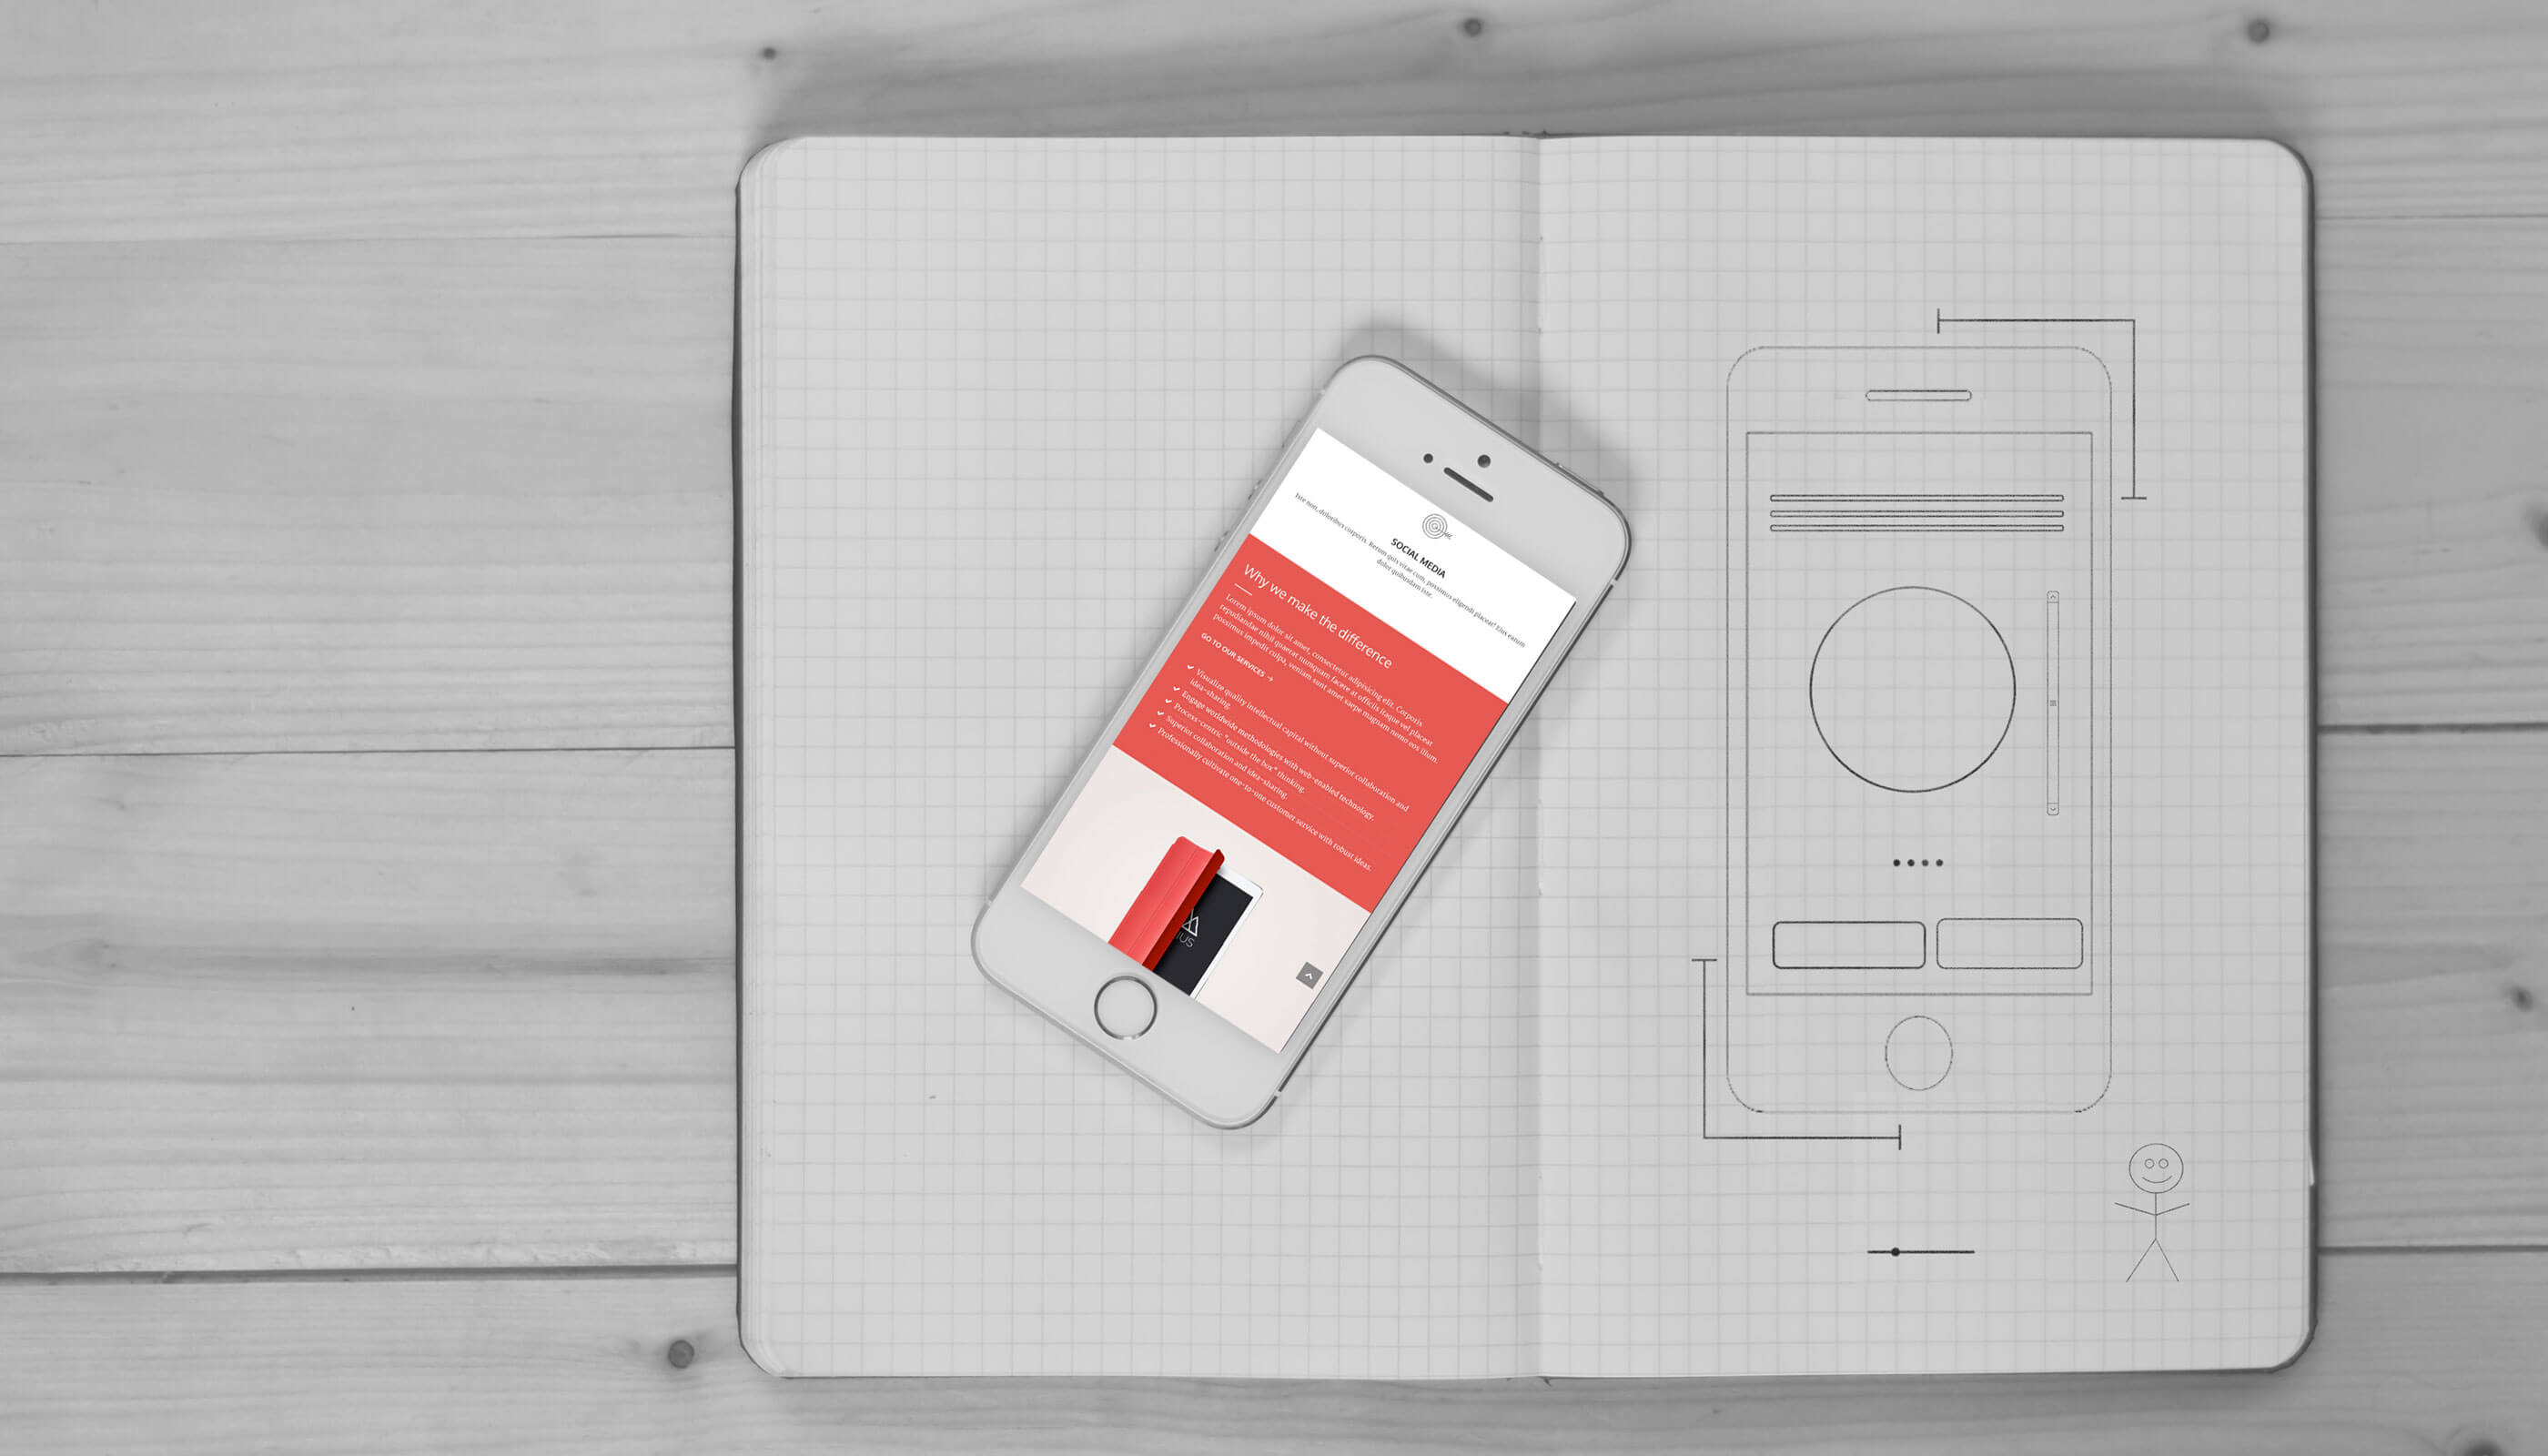 SOCIAL MEDIA
Iste non, doloribus corporis. Rerum quis vitae cum, possimus eligendi placeat! Eius earum
dolor quibusdam iste.
Why we make the difference
Lorem ipsum dolor sit amet, consectetur adipisicing elit. Corporis
repudiandae nihil quaerat numquam facere at officiis itaque vel placeat
possimus impedit culpa, veniam sunt amet saepe magnam nemo eos illum.
GO TO OUR SERVICES →
Visualize quality intellectual capital without superior collaboration and
idea-sharing.
Engage worldwide methodologies with web-enabled technology.
Process-centric "outside the box" thinking.
Superior collaboration and idea-sharing.
Professionally cultivate one-to-one customer service with robust ideas.
IUS